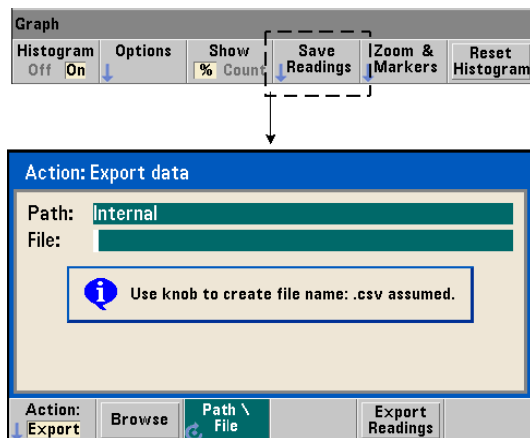 Graph
Histogram Options Show Save Zoom & Reset
Off On % Count Readings Markers Histogram
Action: Export data
Path: Internal
File:
i Use knob to create file name: .csv assumed.
Action: Browse Path \ Export
Export File Readings